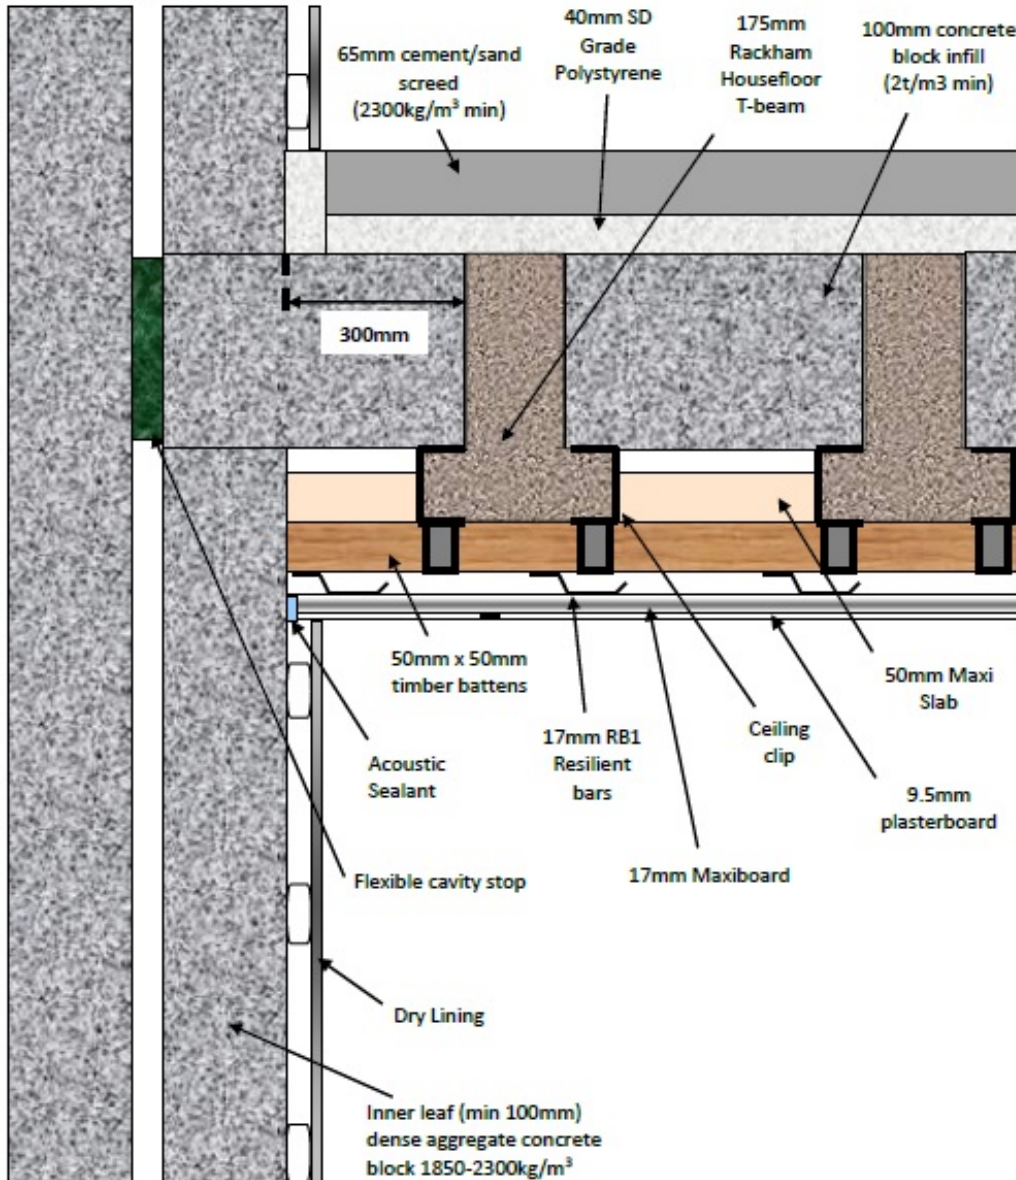 65mm cement/sand
screed
(2300kg/m³ min)
40mm SD
Grade
Polystyrene
175mm
Rackham
Housefloor
T-beam
100mm concrete
block infill
(2t/m3 min)
300mm
50mm x 50mm
timber battens
Acoustic
Sealant
17mm RB1
Resilient
bars
Ceiling
clip
50mm Maxi
Slab
9.5mm
plasterboard
17mm Maxiboard
Flexible cavity stop
Dry Lining
Inner leaf (min 100mm)
dense aggregate concrete
block 1850-2300kg/m³